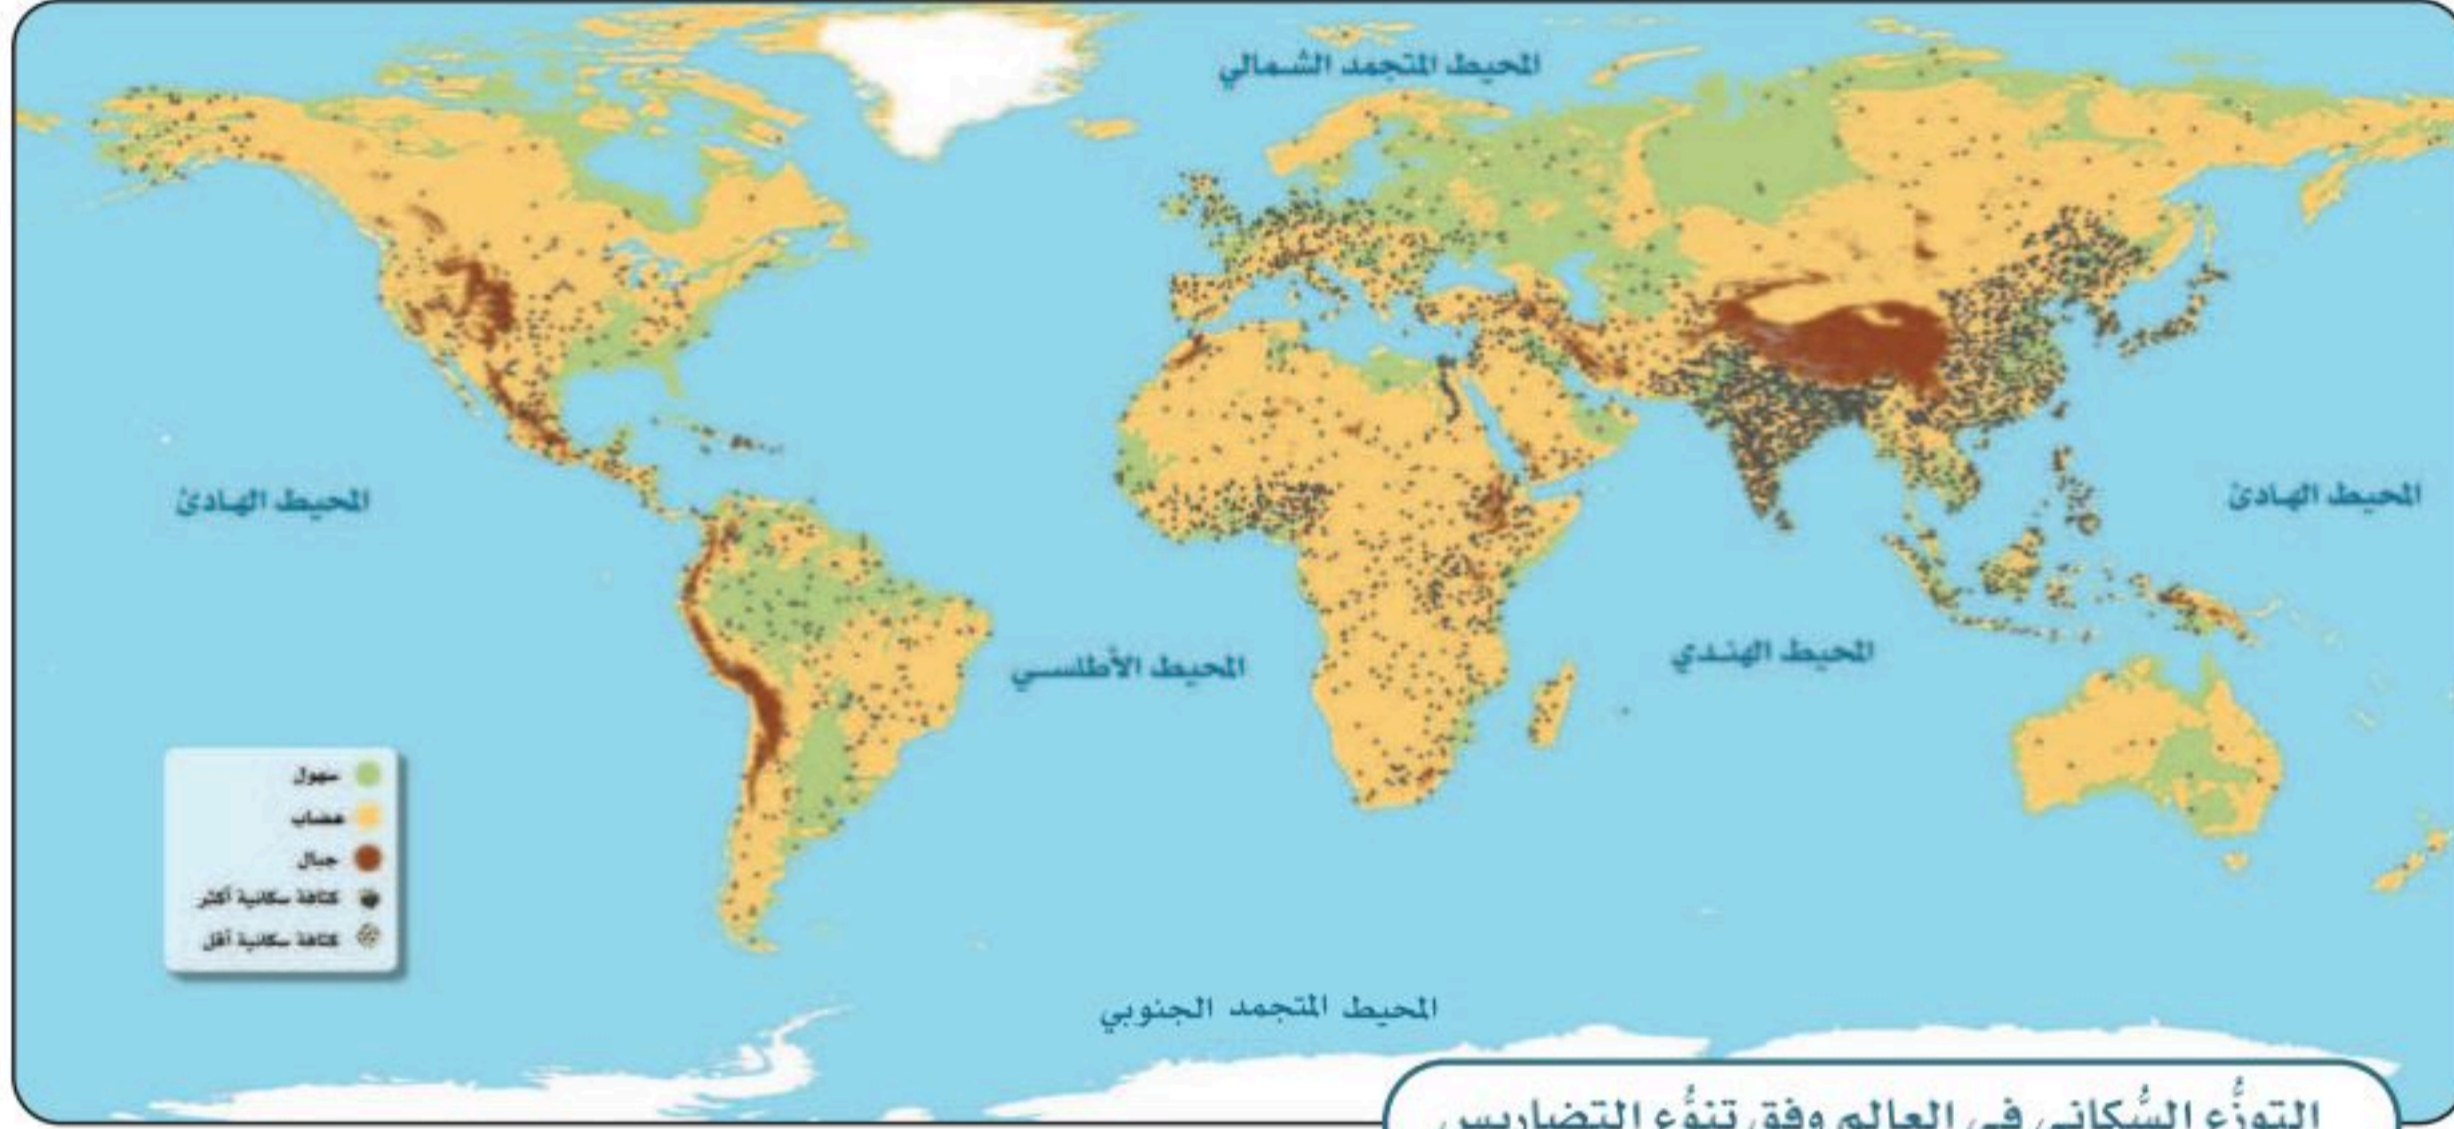 المحيط المتجمد الشمالي
المحيط الهادئ
المحيط الهادئ
المحيط الأطلسي
المحيط الهندي
سهول
هضاب
جبال
كثافة سكانية أكثر
كثافة سكانية أقل
المحيط المتجمد الجنوبي
التوزُّع السُّكاني في العالم وفق تنوُّع التضاريس